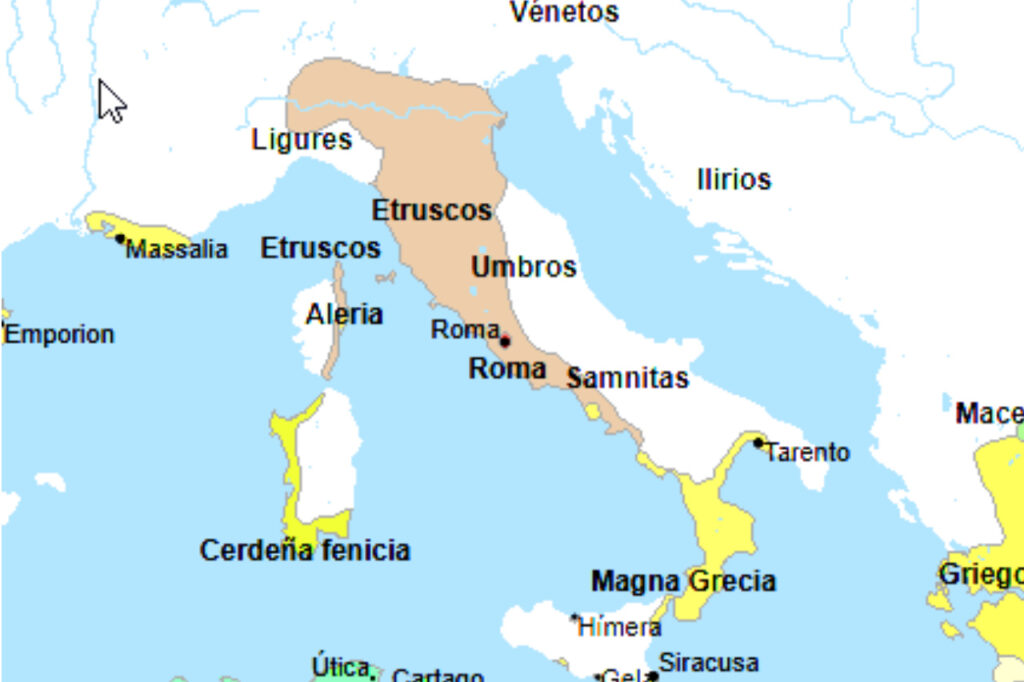 Vénetos
Ligures
Ilirios
Etruscos
Massalia
Etruscos
Umbros
Aleria
Emporion
Roma
Roma
Samnitas
Mace
Tarento
Cerdeña fenicia
Griego
Magna Grecia
Hímera
Útica
Cartago
Siracusa
Gela